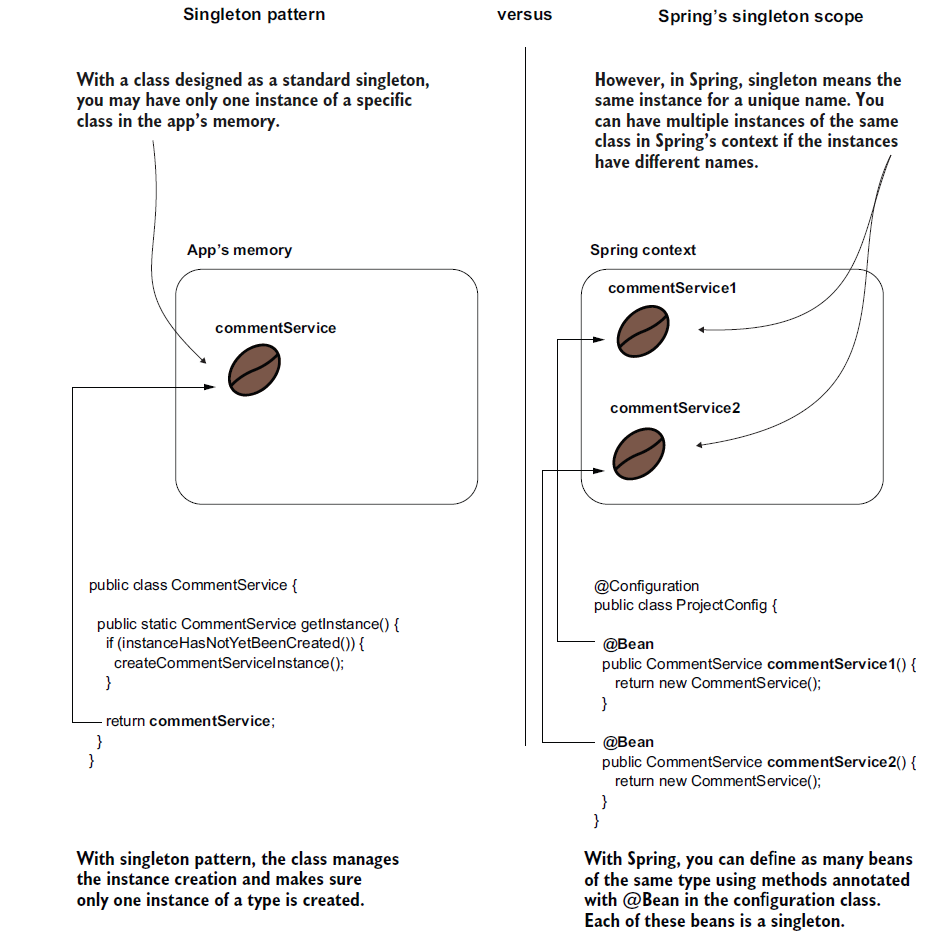 Singleton pattern
versus
Spring's singleton scope
With a class designed as a standard singleton,
you may have only one instance of a specific
class in the app's memory.
However, in Spring, singleton means the
same instance for a unique name. You
can have multiple instances of the same
class in Spring's context if the instances
have different names.
App's memory
commentService
Spring context
commentService1
commentService2
public class CommentService {
public static CommentService getInstance() {
if (instanceHasNotYetBeenCreated()) {
createCommentServiceInstance();
}
return commentService;
}
}
@Configuration
public class ProjectConfig {
@Bean
public CommentService commentService1() {
return new CommentService();
}
@Bean
public CommentService commentService2() {
return new CommentService();
}
}
With singleton pattern, the class manages
the instance creation and makes sure
only one instance of a type is created.
With Spring, you can define as many beans
of the same type using methods annotated
with @Bean in the configuration class.
Each of these beans is a singleton.